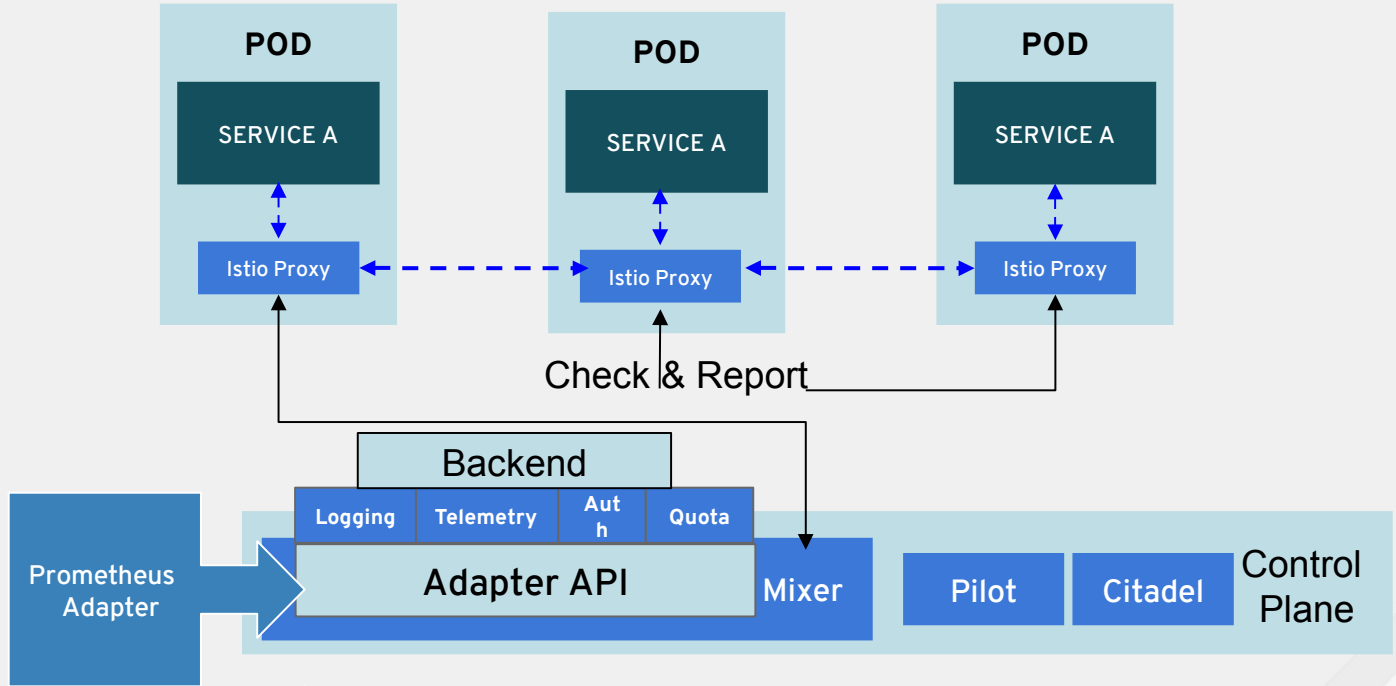 POD
POD
POD
SERVICE A
SERVICE A
SERVICE A
Istio Proxy
Istio Proxy
Istio Proxy
Check & Report
Backend
Logging
Telemetry
Aut
h
Quota
Prometheus
Adapter
Adapter API
Mixer
Pilot
Citadel
Control
Plane